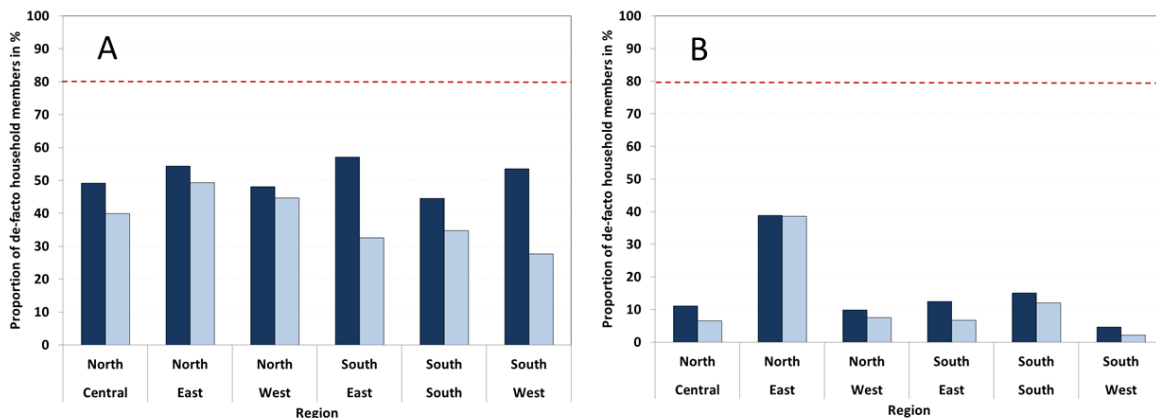 A
Proportion of de-facto household members in %
100
90
80
70
60
50
40
30
20
10
0
North North North South South South
Central East West East South West
Region
B
Proportion of de-facto household members in %
100
90
80
70
60
50
40
30
20
10
0
North North North South South South
Central East West East South West
Region